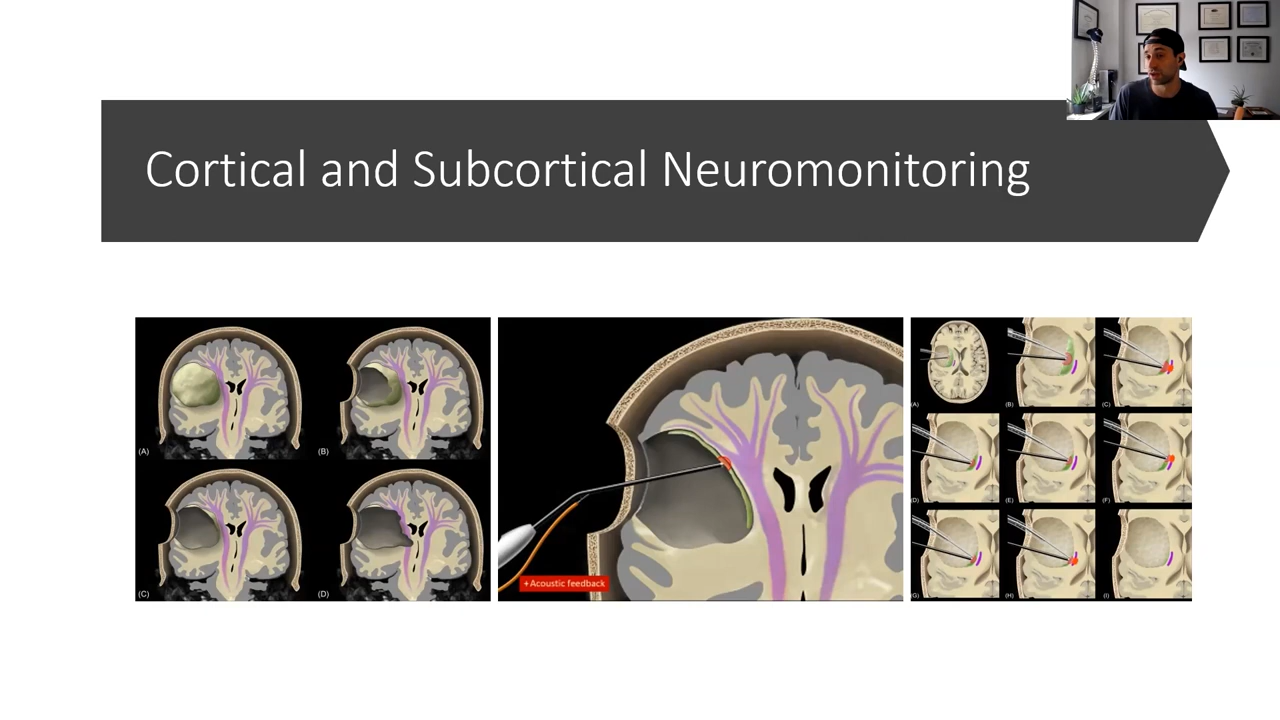 Cortical and Subcortical Neuromonitoring
(A)
(B)
(C)
(D)
+Acoustic feedback
(A)
(B)
(C)
(D)
(E)
(F)
(G)
(H)
(I)